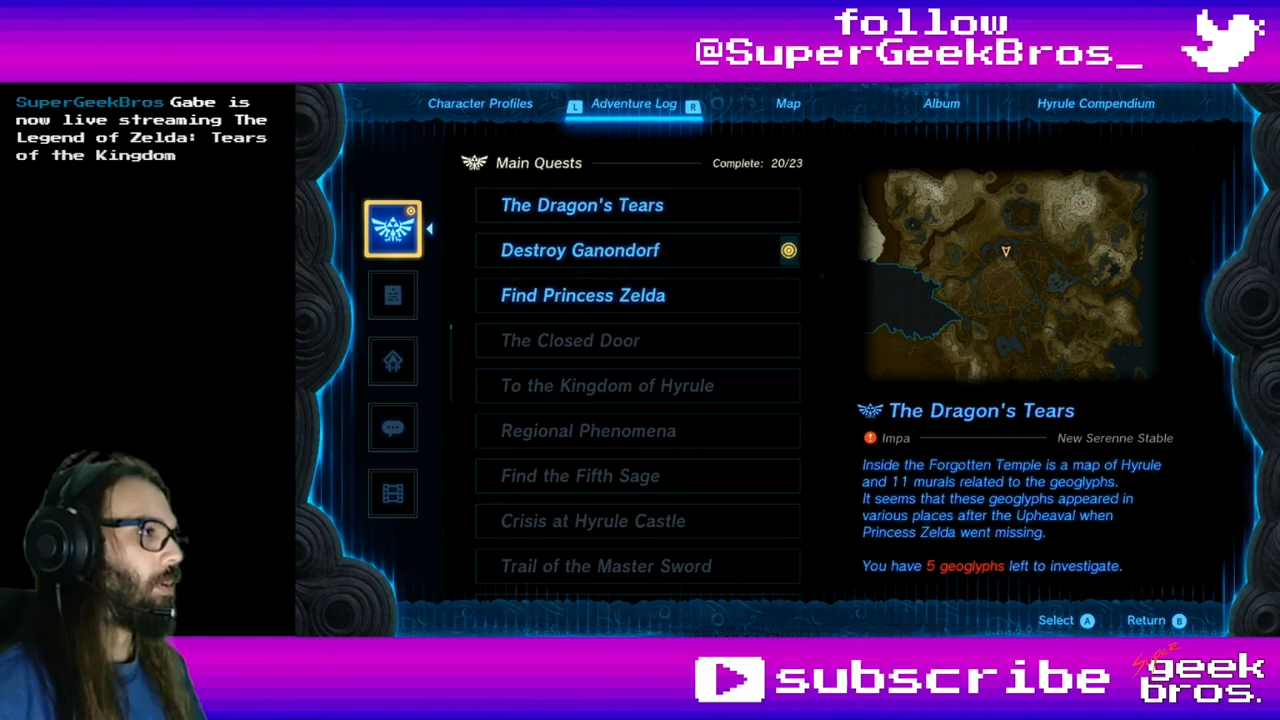 follow
@SuperGeekBros_
SuperGeekBros Gabe is
now live streaming The
Legend of Zelda: Tears
of the Kingdom
Character Profiles
L Adventure Log R
Map
Album
Hyrule Compendium
Main Quests
Complete: 20/23
The Dragon's Tears
Destroy Ganondorf
Find Princess Zelda
The Closed Door
To the Kingdom of Hyrule
Regional Phenomena
Find the Fifth Sage
Crisis at Hyrule Castle
Trail of the Master Sword
The Dragon's Tears
Impa
New Serenne Stable
Inside the Forgotten Temple is a map of Hyrule
and 11 murals related to the geoglyphs.
It seems that these geoglyphs appeared in
various places after the Upheaval when
Princess Zelda went missing.
You have 5 geoglyphs left to investigate.
Select A
Return B
subscribe
Super
geek
bros.